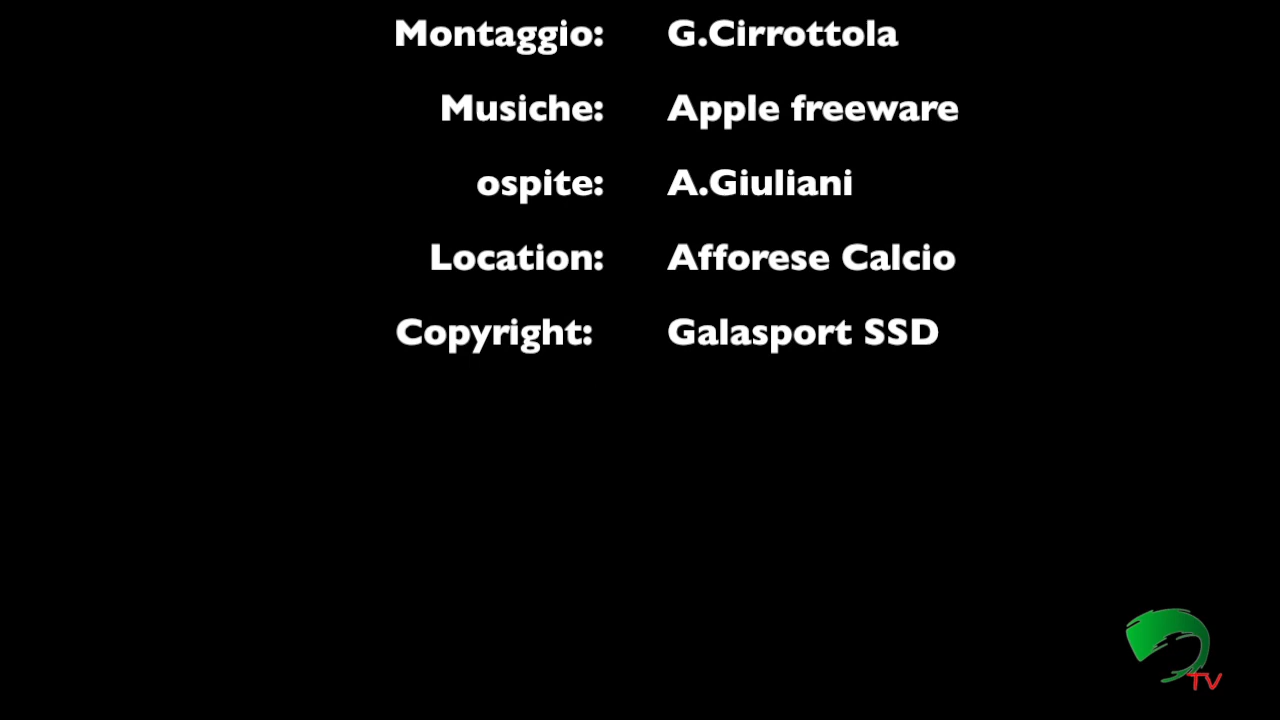 Montaggio: G.Cirrottola
Musiche: Apple freeware
ospite: A.Giuliani
Location: Afforese Calcio
Copyright: Galasport SSD
TV